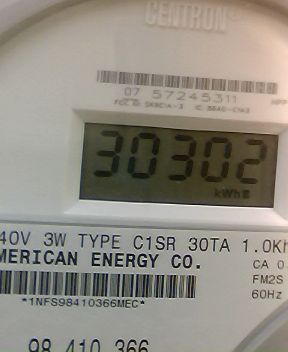 CENTRON
07 57245311
30302
kWh
40V 3W TYPE C1SR 30TA 1.0Kh
MERICAN ENERGY CO.
CA 0
FM2S
60Hz
*1NFS98410366MEC*
98 410 366